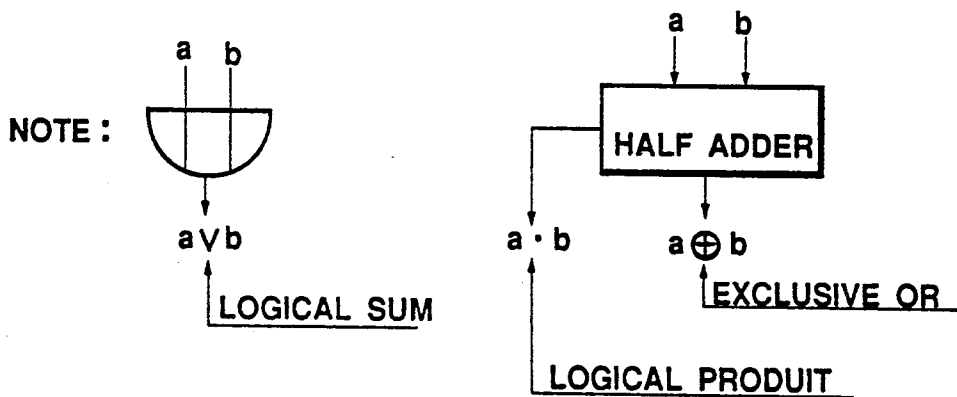 a b a b
NOTE : HALF ADDER
a ∨ b a · b a ⊕ b
LOGICAL SUM EXCLUSIVE OR
LOGICAL PRODUIT